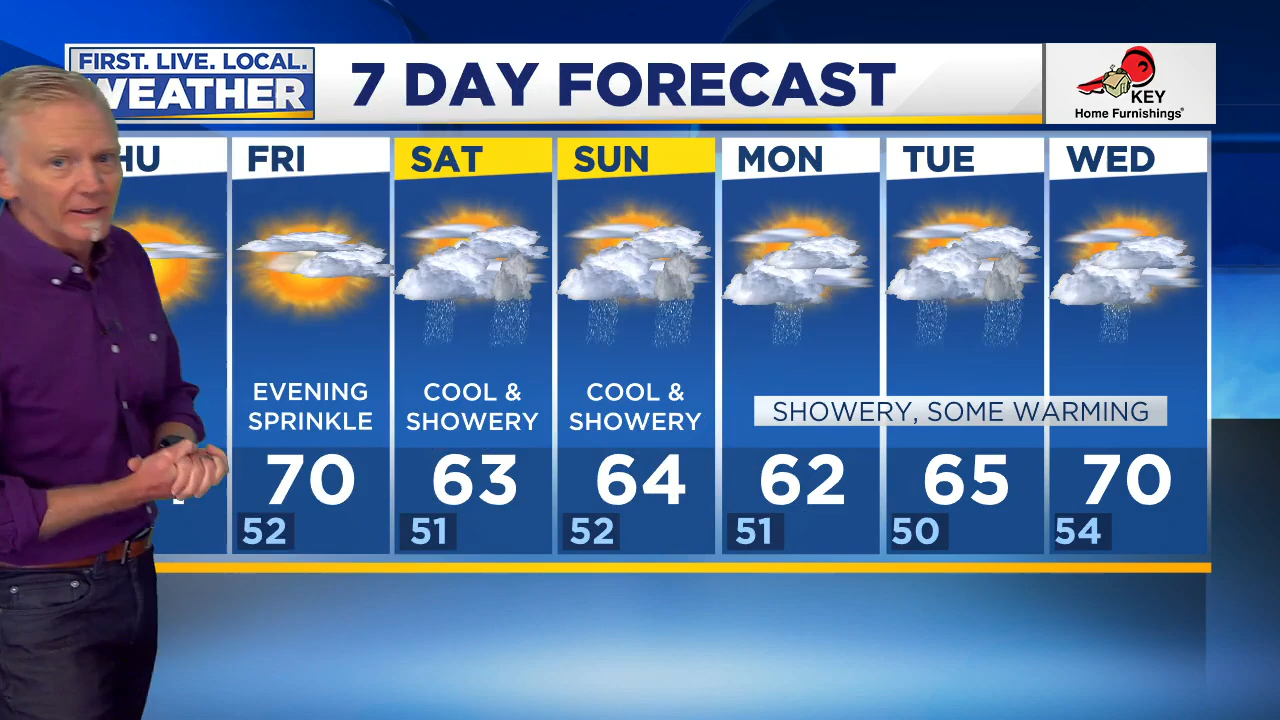 FIRST. LIVE. LOCAL.
WEATHER
7 DAY FORECAST
KEY
Home Furnishings®
HU
FRI
SAT
SUN
MON
TUE
WED
EVENING
SPRINKLE
COOL &
SHOWERY
COOL &
SHOWERY
SHOWERY, SOME WARMING
70
63
64
62
65
70
52
51
52
51
50
54